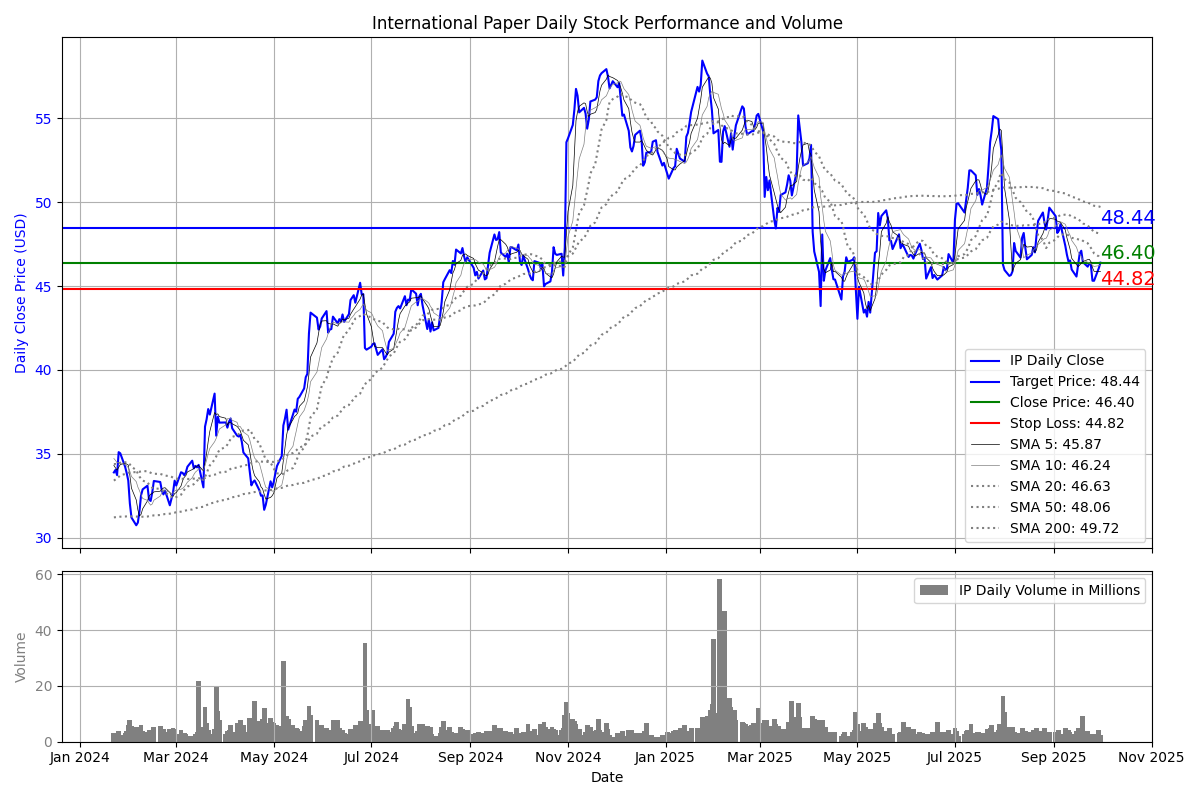 International Paper Daily Stock Performance and Volume
Daily Close Price (USD)
55
50
45
40
35
30
48.44
46.40
44.82
IP Daily Close
Target Price: 48.44
Close Price: 46.40
Stop Loss: 44.82
SMA 5: 45.87
SMA 10: 46.24
SMA 20: 46.63
SMA 50: 48.06
SMA 200: 49.72
Volume
60
40
20
0
IP Daily Volume in Millions
Jan 2024 Mar 2024 May 2024 Jul 2024 Sep 2024 Nov 2024 Jan 2025 Mar 2025 May 2025 Jul 2025 Sep 2025 Nov 2025
Date